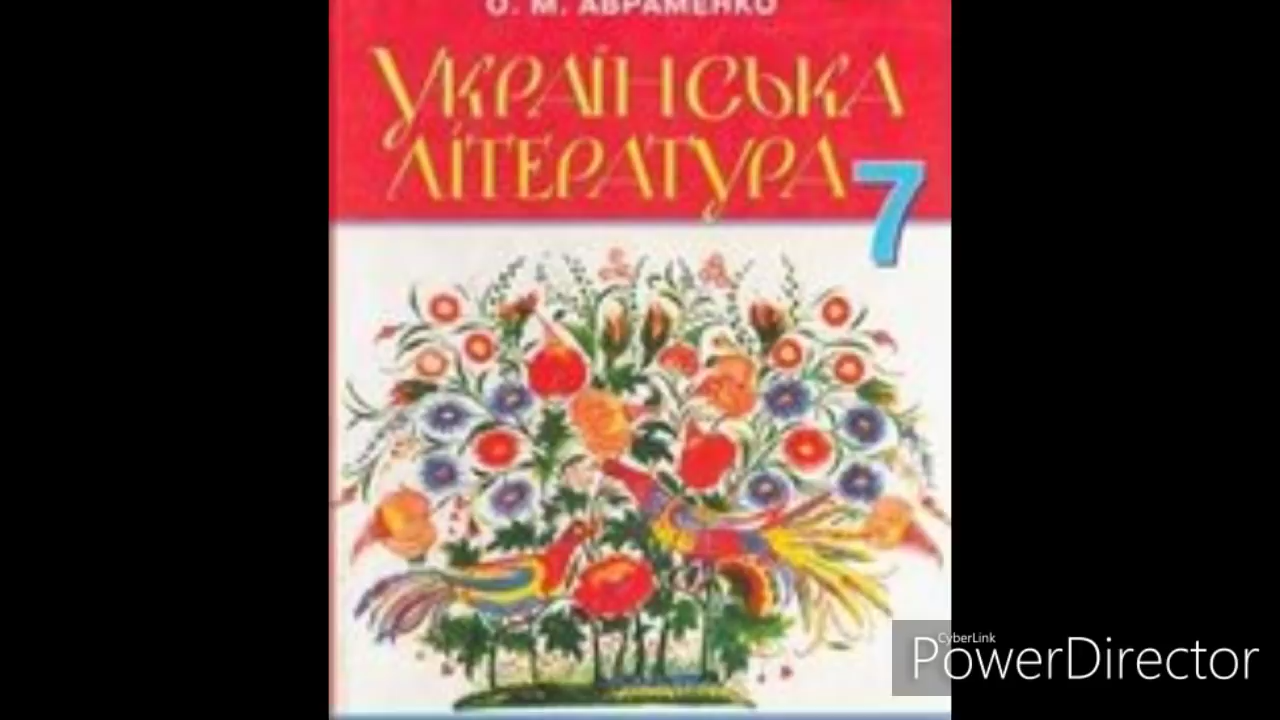 О. М. АВРАМЕНКО
УКРАЇНСЬКА
ЛІТЕРАТУРА
7
CyberLink
PowerDirector